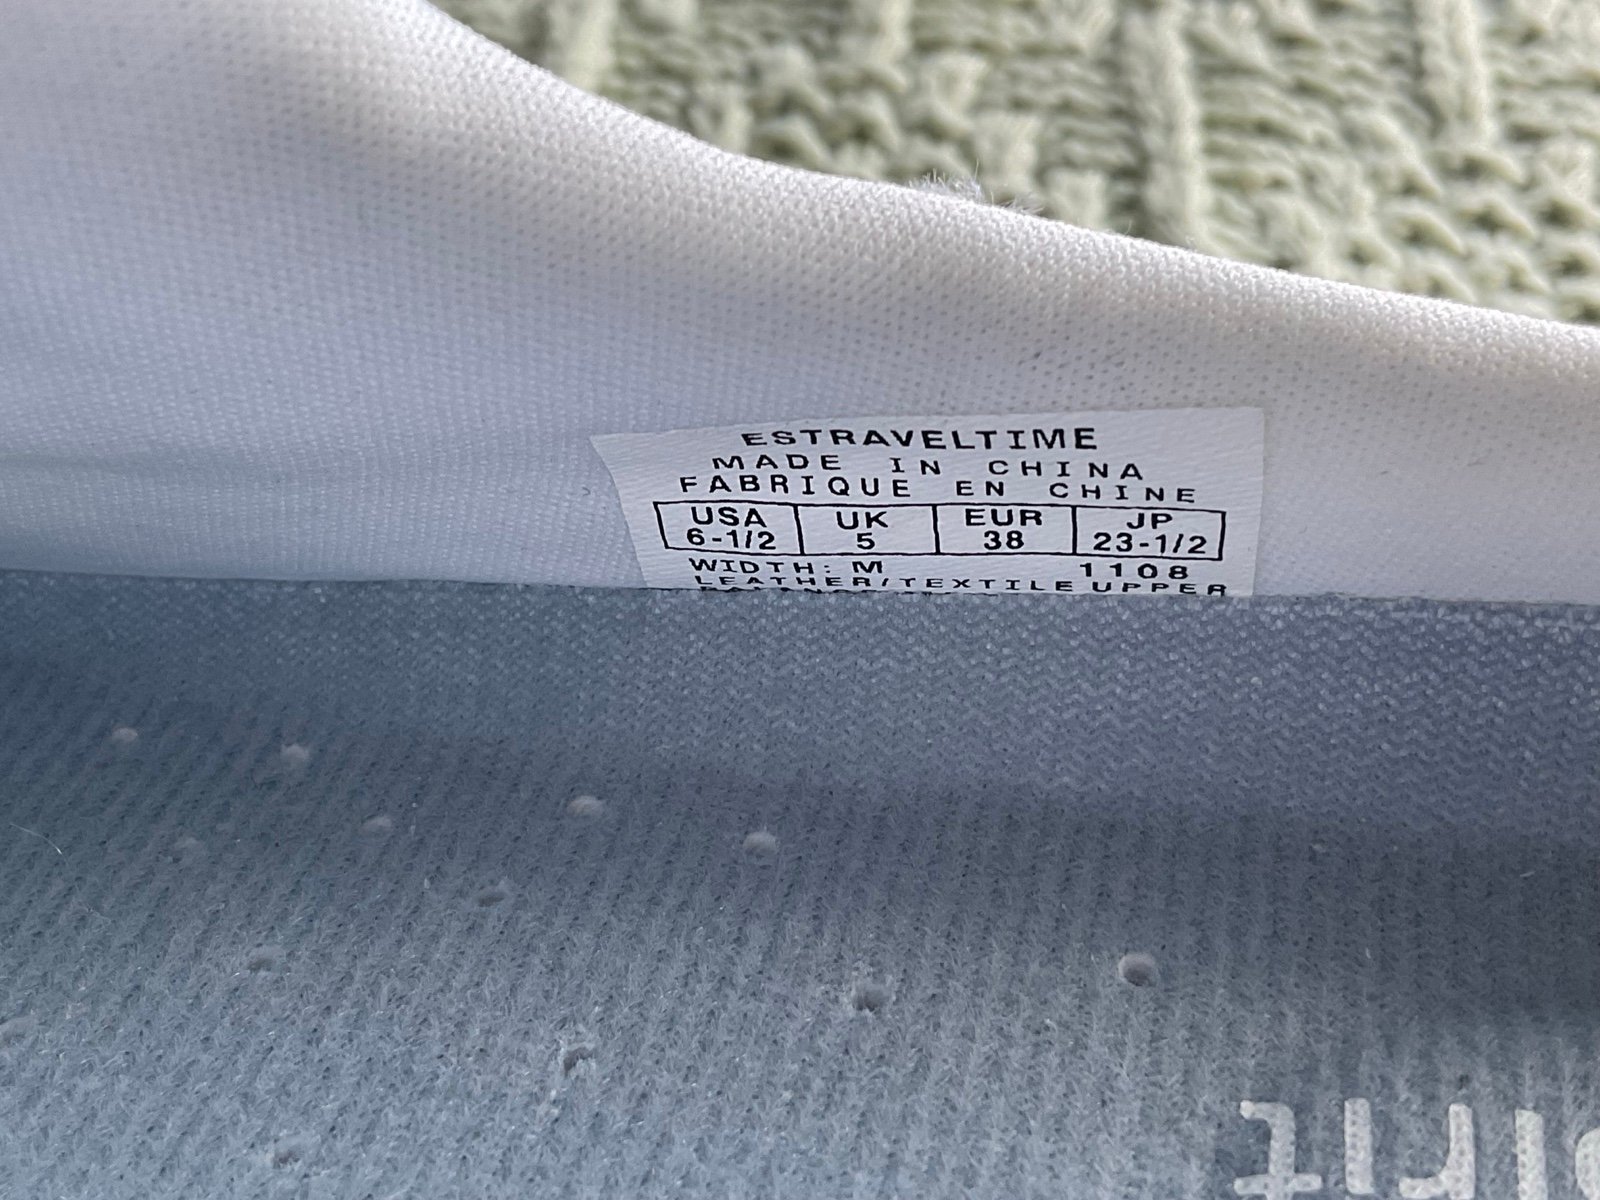 ESTRAVELTIME
MADE IN CHINA
FABRIQUE EN CHINE
USA UK EUR JP
6-1/2 5 38 23-1/2
WIDTH: M 1108
LEATHER/TEXTILE UPPER